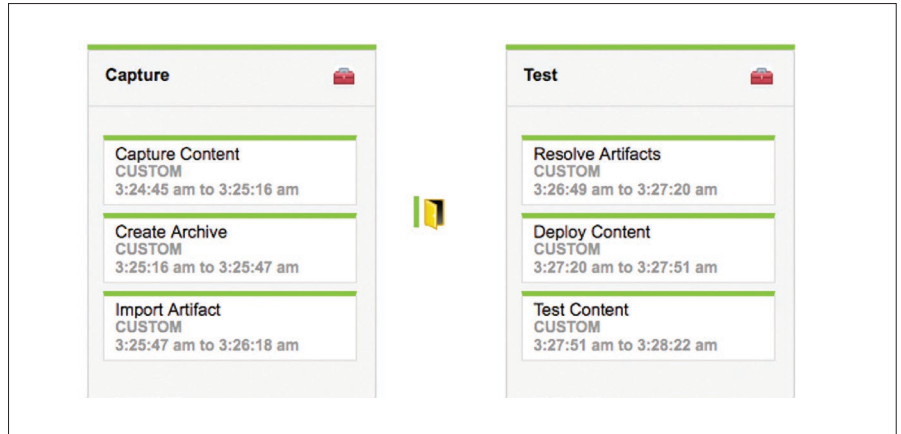 Capture
Capture Content
CUSTOM
3:24:45 am to 3:25:16 am
Create Archive
CUSTOM
3:25:16 am to 3:25:47 am
Import Artifact
CUSTOM
3:25:47 am to 3:26:18 am
Test
Resolve Artifacts
CUSTOM
3:26:49 am to 3:27:20 am
Deploy Content
CUSTOM
3:27:20 am to 3:27:51 am
Test Content
CUSTOM
3:27:51 am to 3:28:22 am